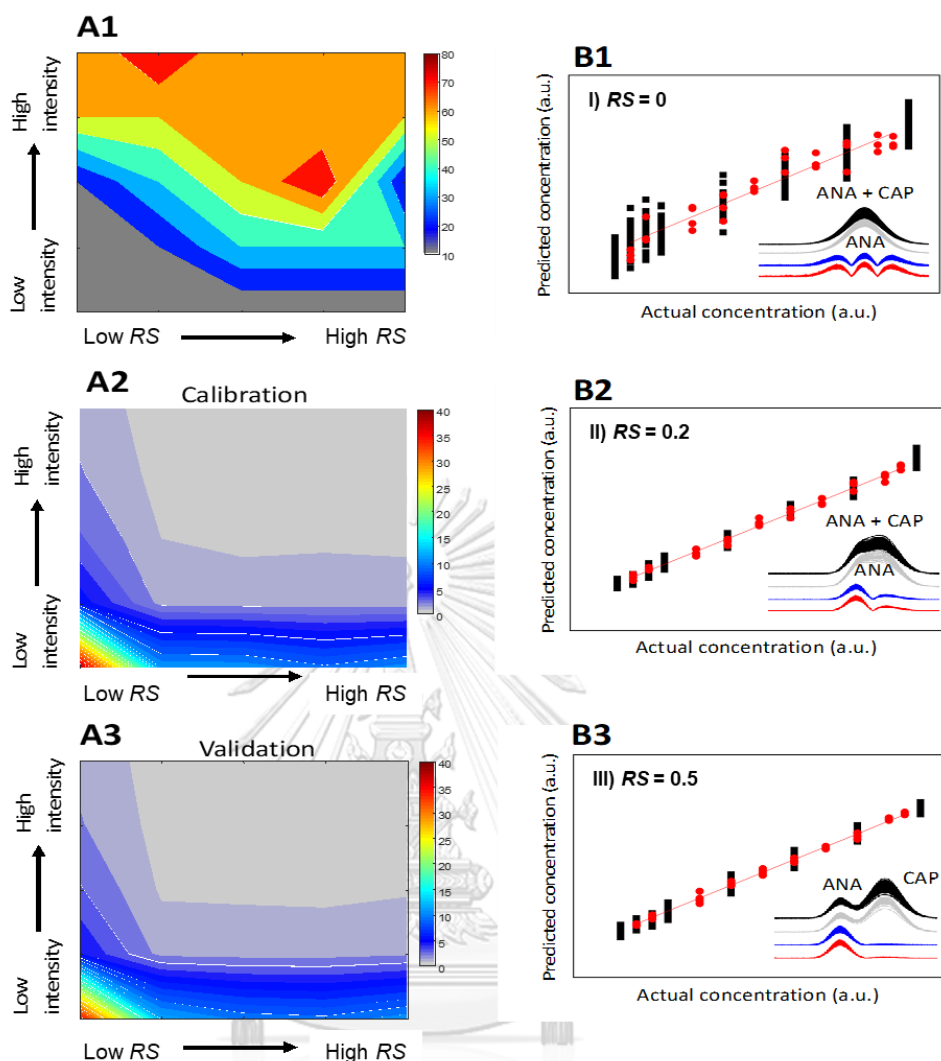 A1
High
intensity
Low
intensity
Low RS
High RS
80
70
60
50
40
30
20
10
B1
I) RS = 0
Predicted concentration (a.u.)
ANA + CAP
ANA
Actual concentration (a.u.)
A2
Calibration
High
intensity
Low
intensity
Low RS
High RS
40
35
30
25
20
15
10
5
0
B2
II) RS = 0.2
Predicted concentration (a.u.)
ANA + CAP
ANA
Actual concentration (a.u.)
A3
Validation
High
intensity
Low
intensity
Low RS
High RS
40
35
30
25
20
15
10
5
0
B3
III) RS = 0.5
Predicted concentration (a.u.)
ANA
CAP
Actual concentration (a.u.)